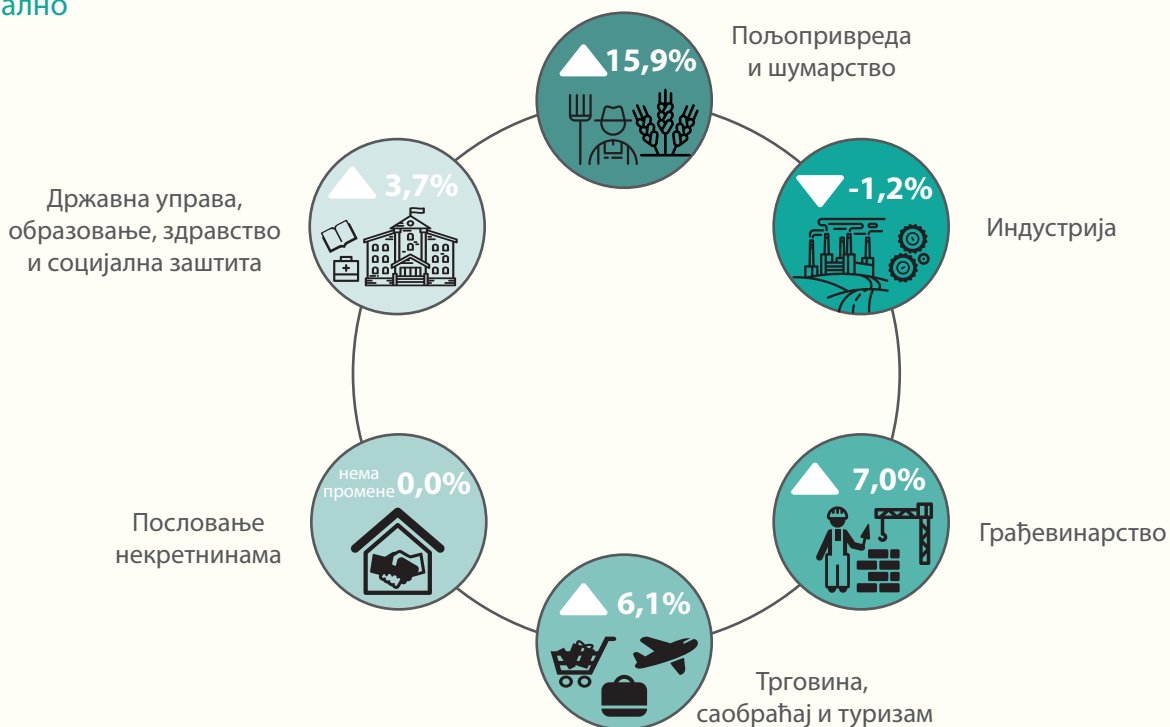 15,9%
Пољопривреда
и шумарство
-1,2%
Индустрија
7,0%
Грађевинарство
6,1%
Трговина,
саобраћај и туризам
нема
промене 0,0%
Пословање
некретнинама
3,7%
Државна управа,
образовање, здравство
и социјална заштита